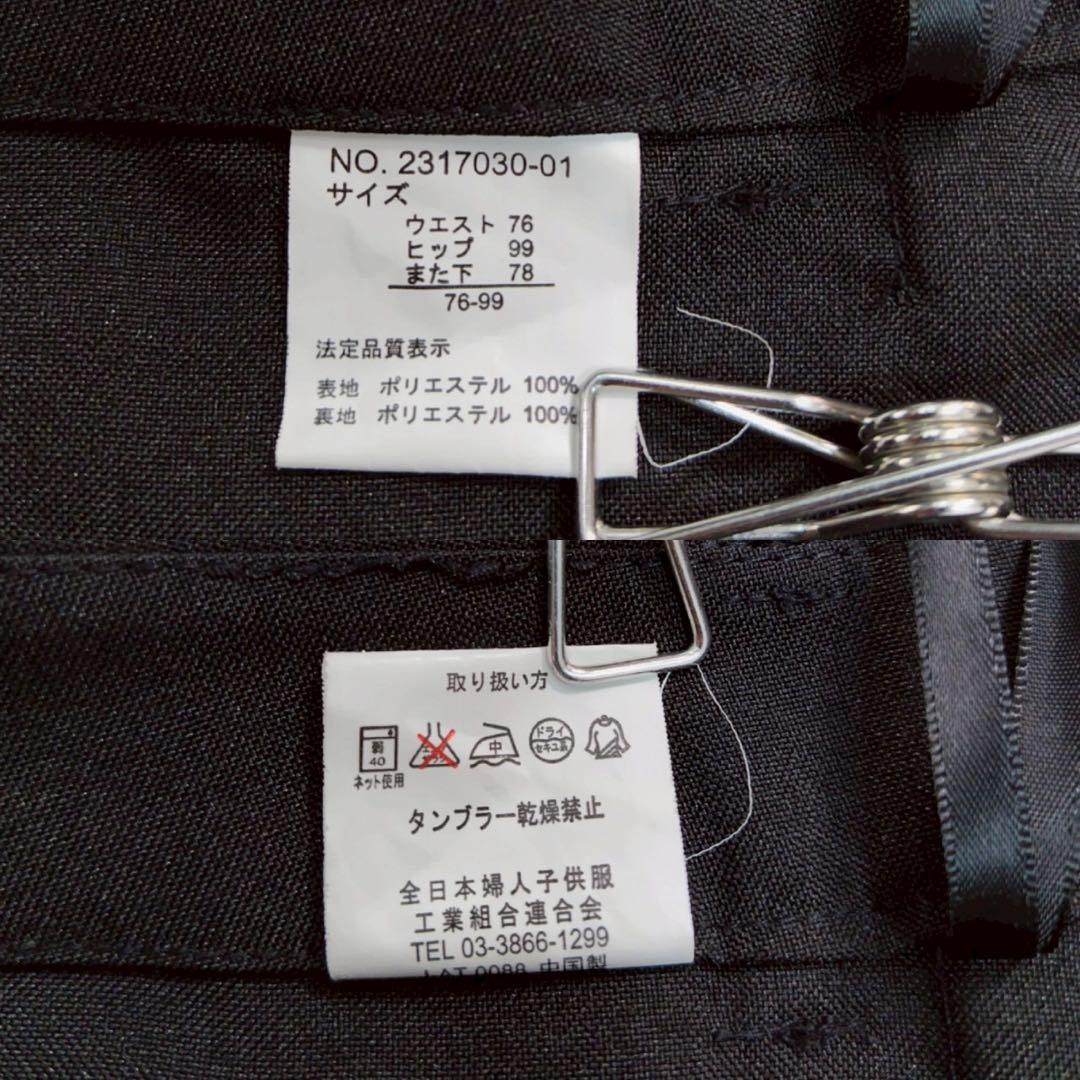 NO. 2317030-01
サイズ
ウエスト 76
ヒップ 99
また下 78
76-99
法定品質表示
表地 ポリエステル 100%
裏地 ポリエステル 100%
取り扱い方
弱 中 ドライ
40 セキユ系
ネット使用
タンブラー乾燥禁止
全日本婦人子供服
工業組合連合会
TEL 03-3866-1299
中国製